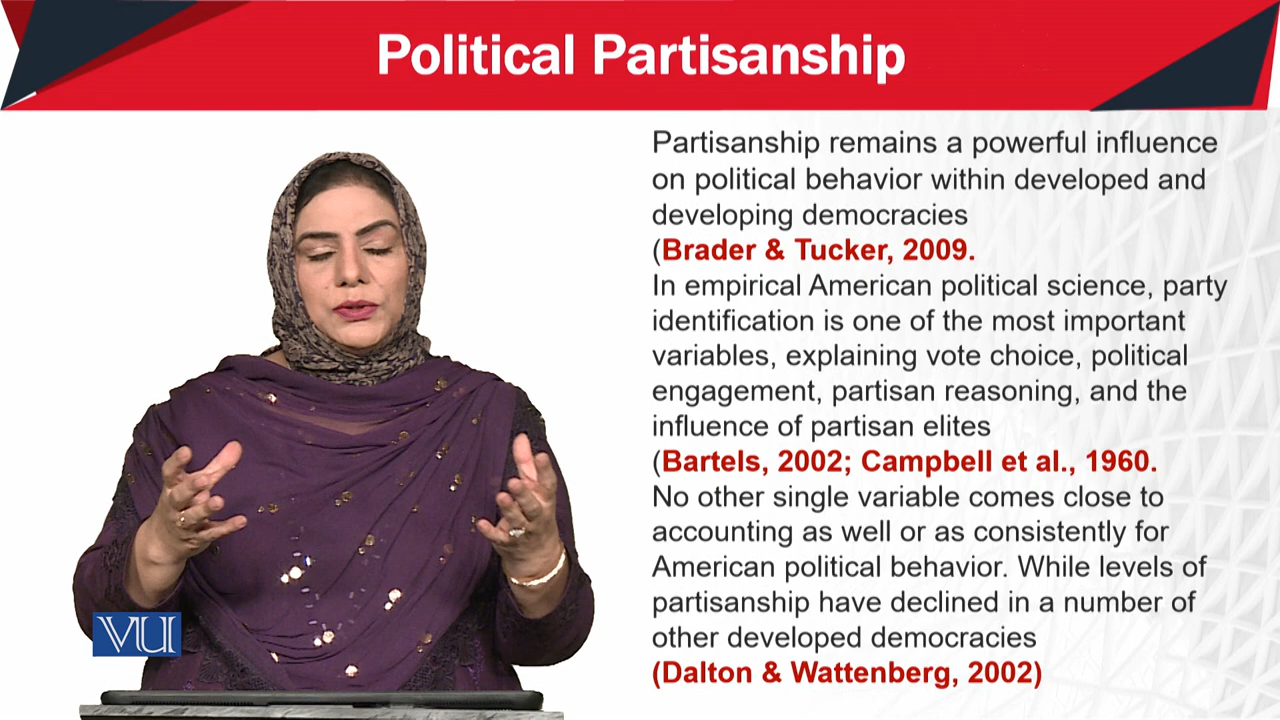 Political Partisanship
Partisanship remains a powerful influence
on political behavior within developed and
developing democracies
(Brader & Tucker, 2009.
In empirical American political science, party
identification is one of the most important
variables, explaining vote choice, political
engagement, partisan reasoning, and the
influence of partisan elites
(Bartels, 2002; Campbell et al., 1960.
No other single variable comes close to
accounting as well or as consistently for
American political behavior. While levels of
partisanship have declined in a number of
other developed democracies
(Dalton & Wattenberg, 2002)
VU